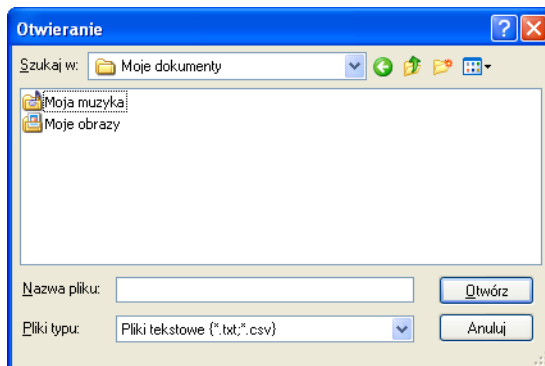 Otwieranie
Szukaj w: Moje dokumenty
Moja muzyka
Moje obrazy
Nazwa pliku: Otwórz
Pliki typu: Pliki tekstowe {*.txt;*.csv} Anuluj